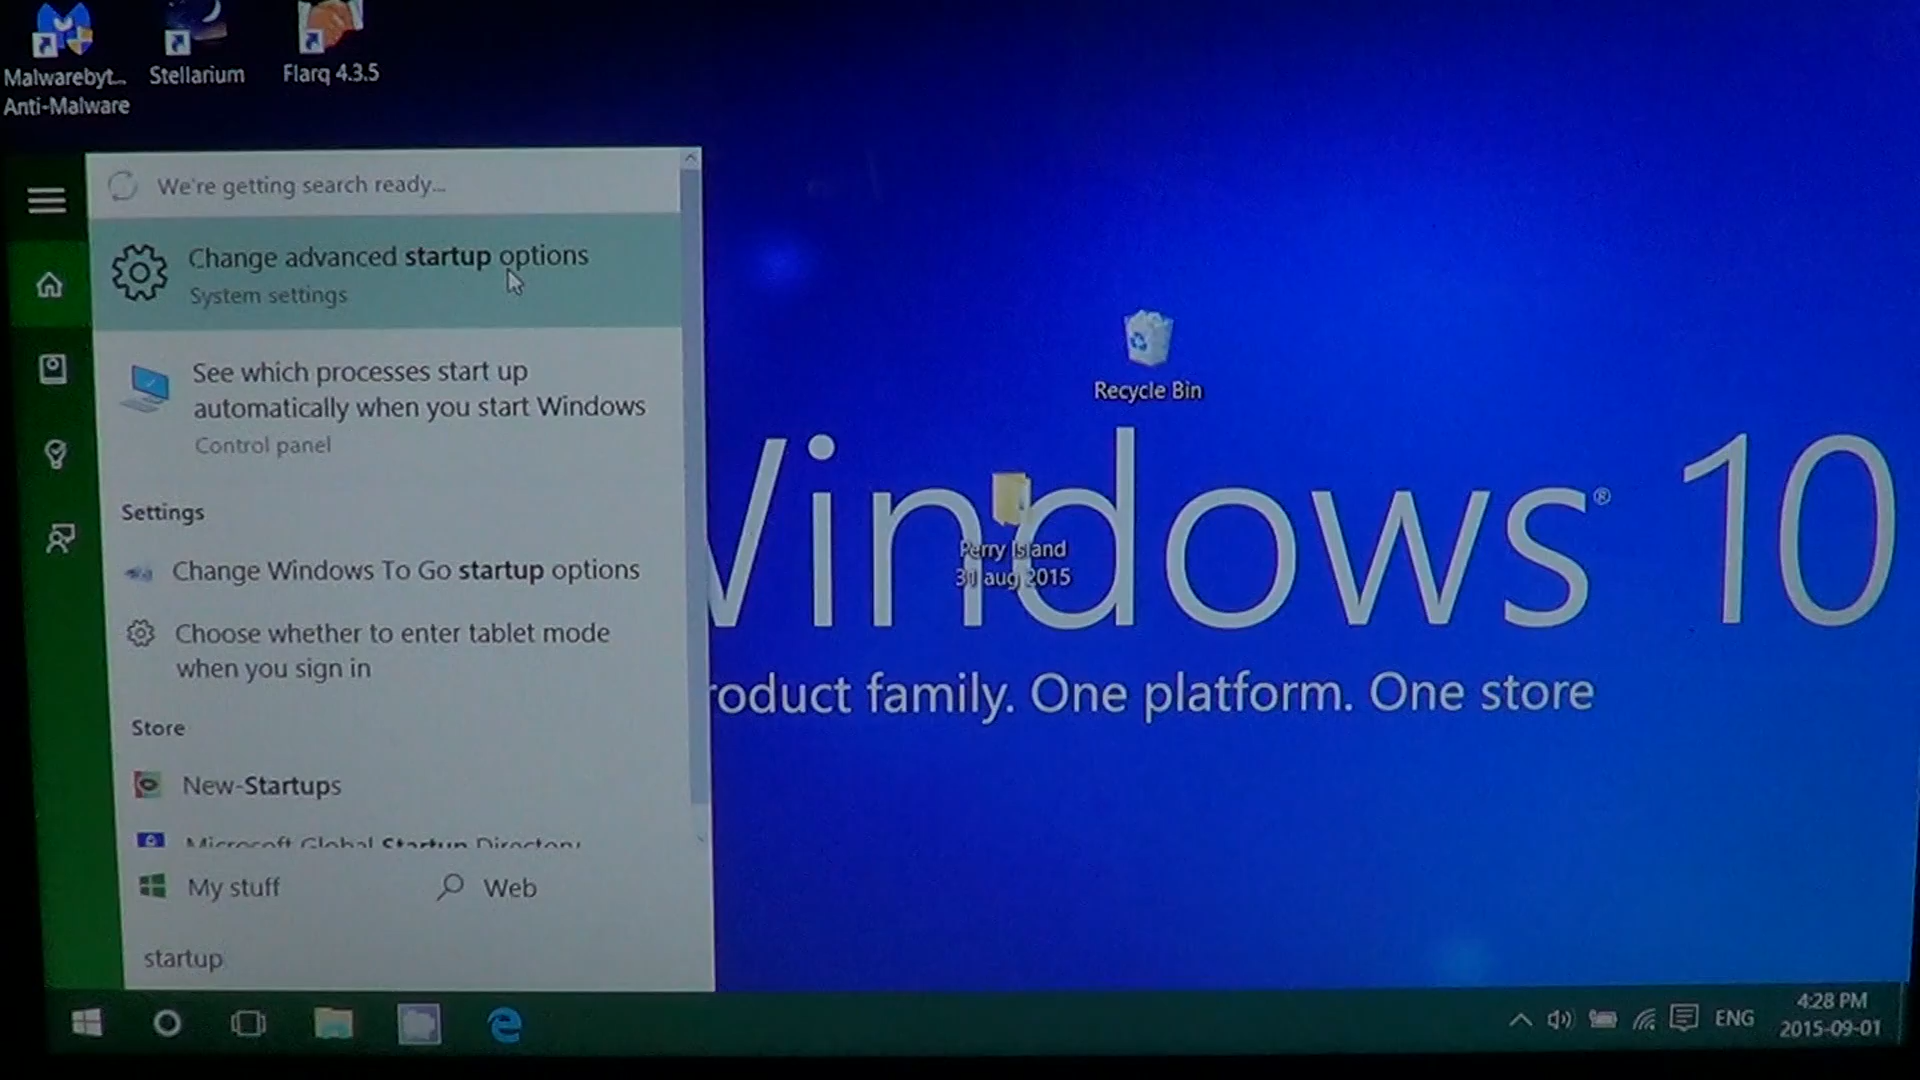 Malwarebyt...
Anti-Malware
Stellarium
Flarq 4.3.5
We're getting search ready...
Change advanced startup options
System settings
See which processes start up
automatically when you start Windows
Control panel
Settings
Change Windows To Go startup options
Choose whether to enter tablet mode
when you sign in
Store
New-Startups
Microsoft Global Startup Directory
My stuff
Web
startup
Recycle Bin
Perry Island
31 aug 2015
Windows® 10
roduct family. One platform. One store
ENG
4:28 PM
2015-09-01